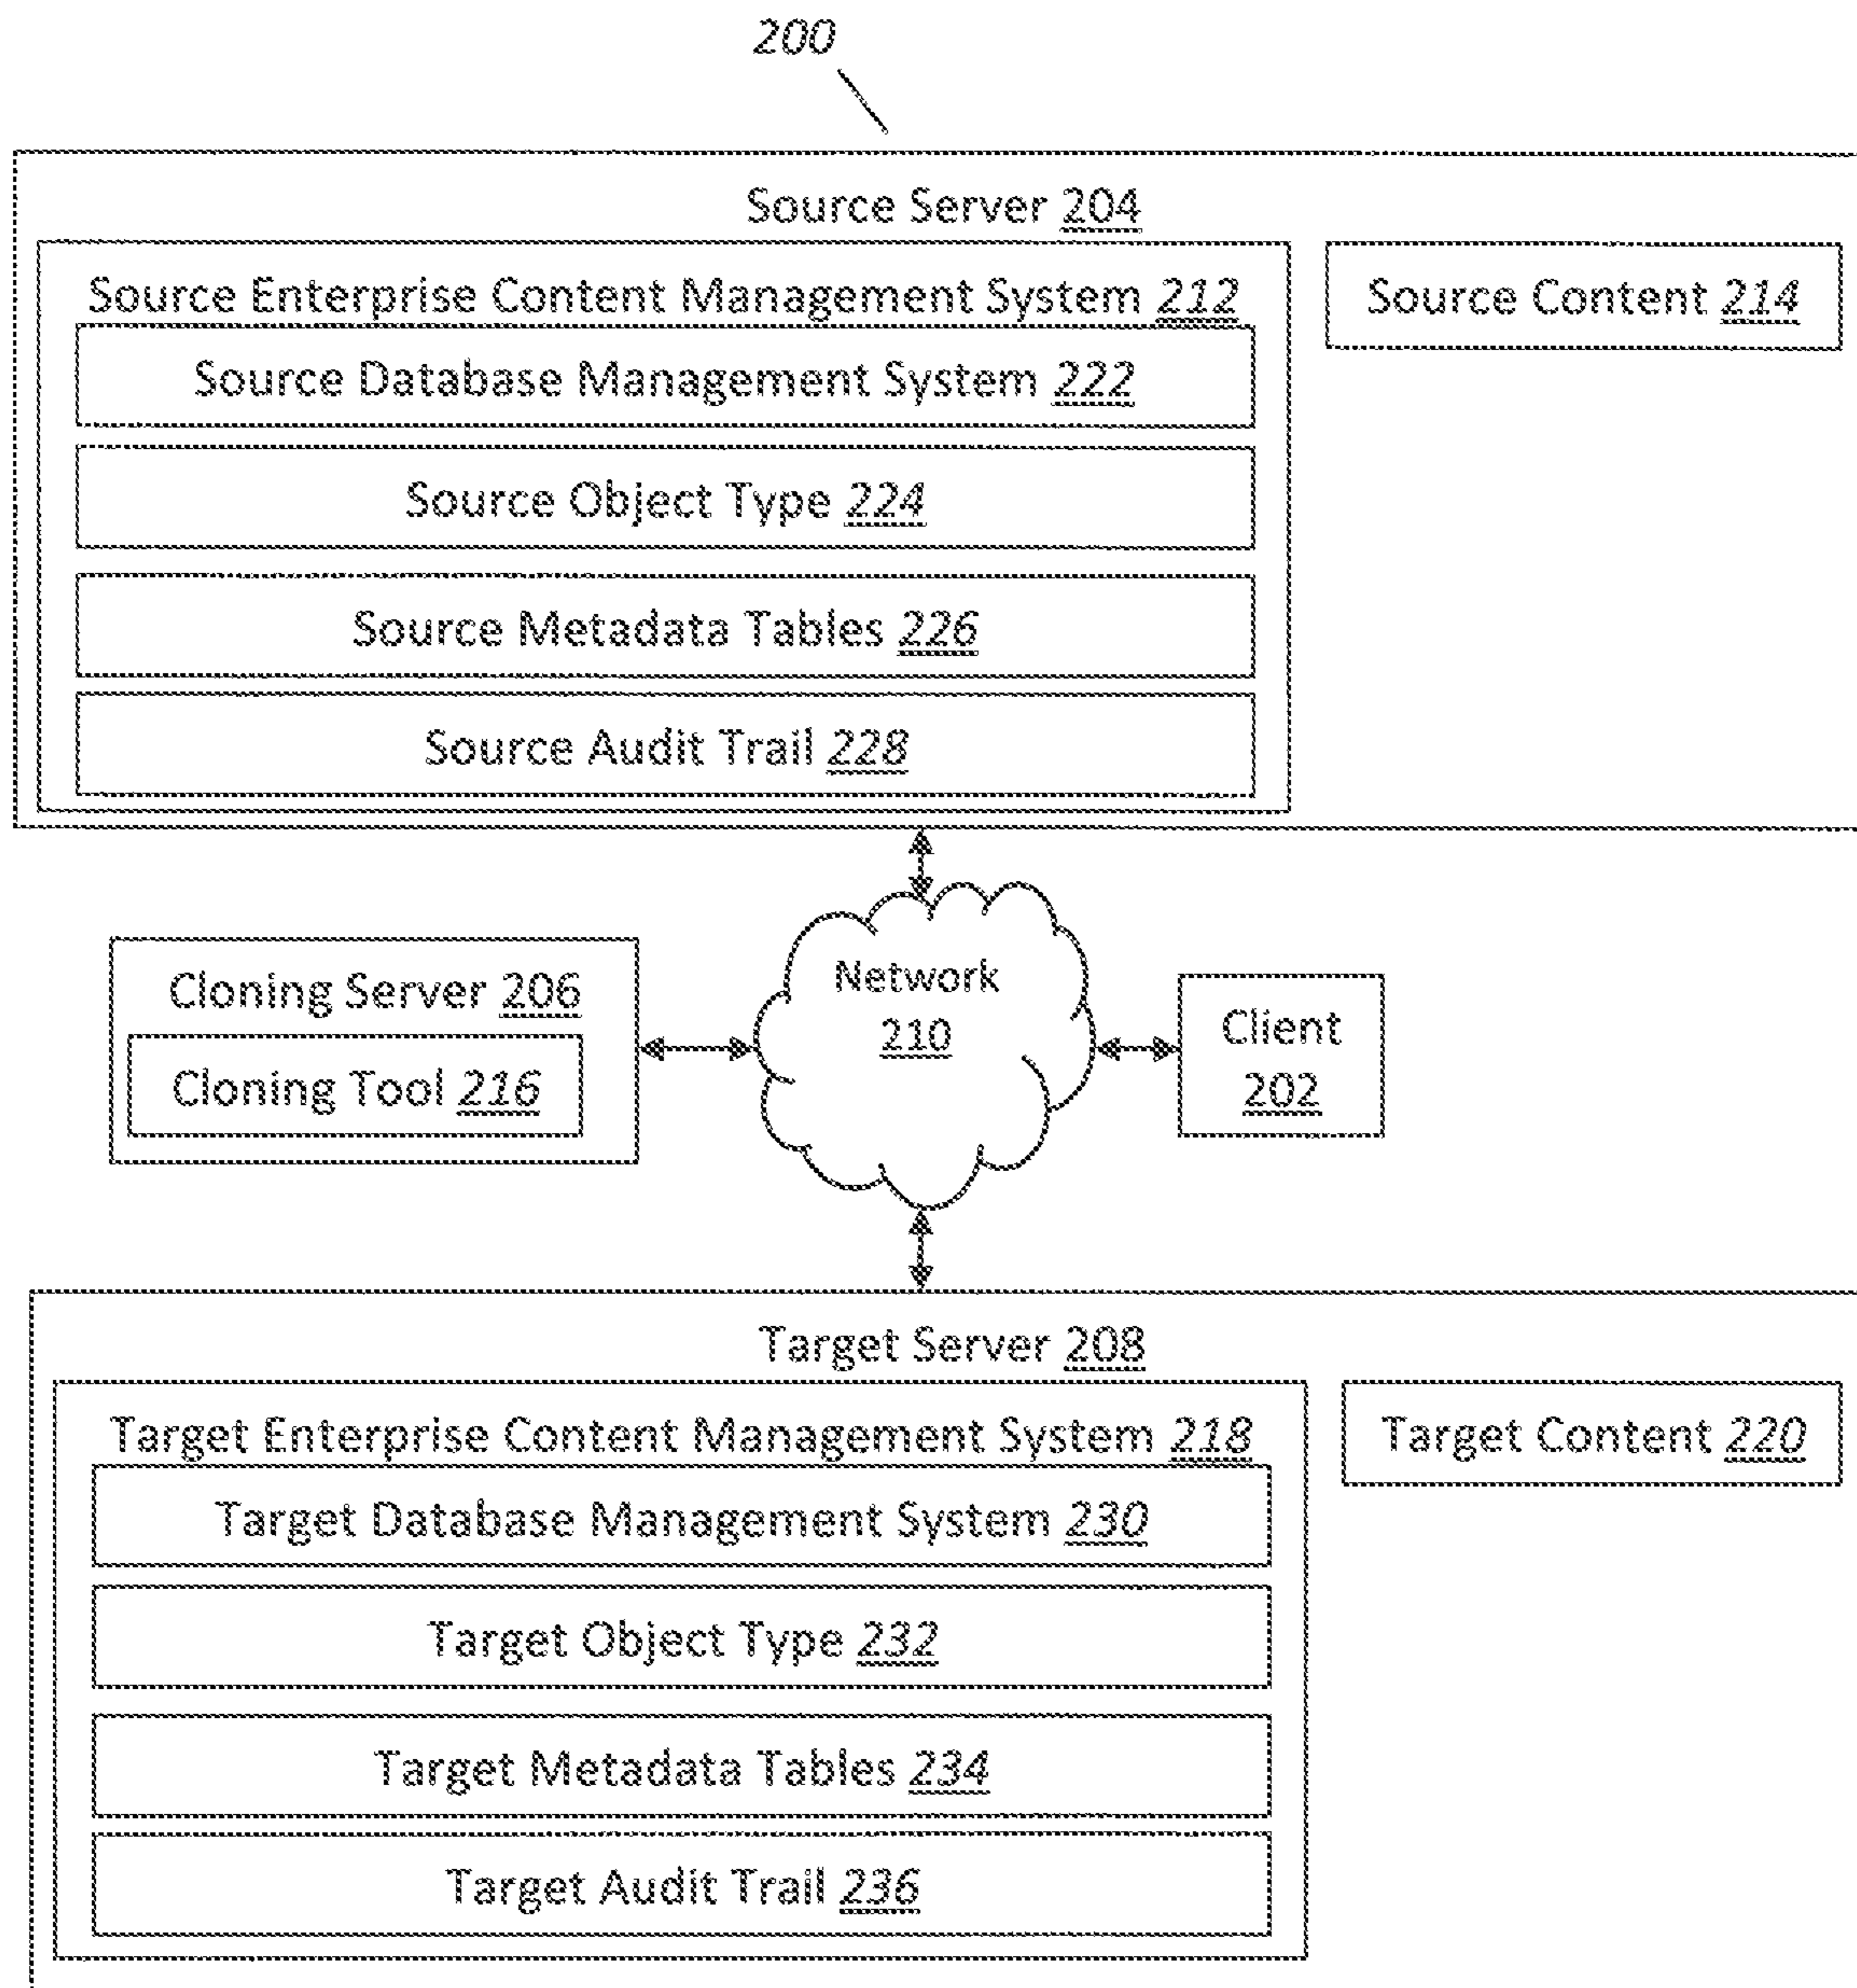 200
Source Server 204
Source Enterprise Content Management System 212
Source Content 214
Source Database Management System 222
Source Object Type 224
Source Metadata Tables 226
Source Audit Trail 228
Network
210
Cloning Server 206
Cloning Tool 216
Client
202
Target Server 208
Target Enterprise Content Management System 218
Target Content 220
Target Database Management System 230
Target Object Type 232
Target Metadata Tables 234
Target Audit Trail 236